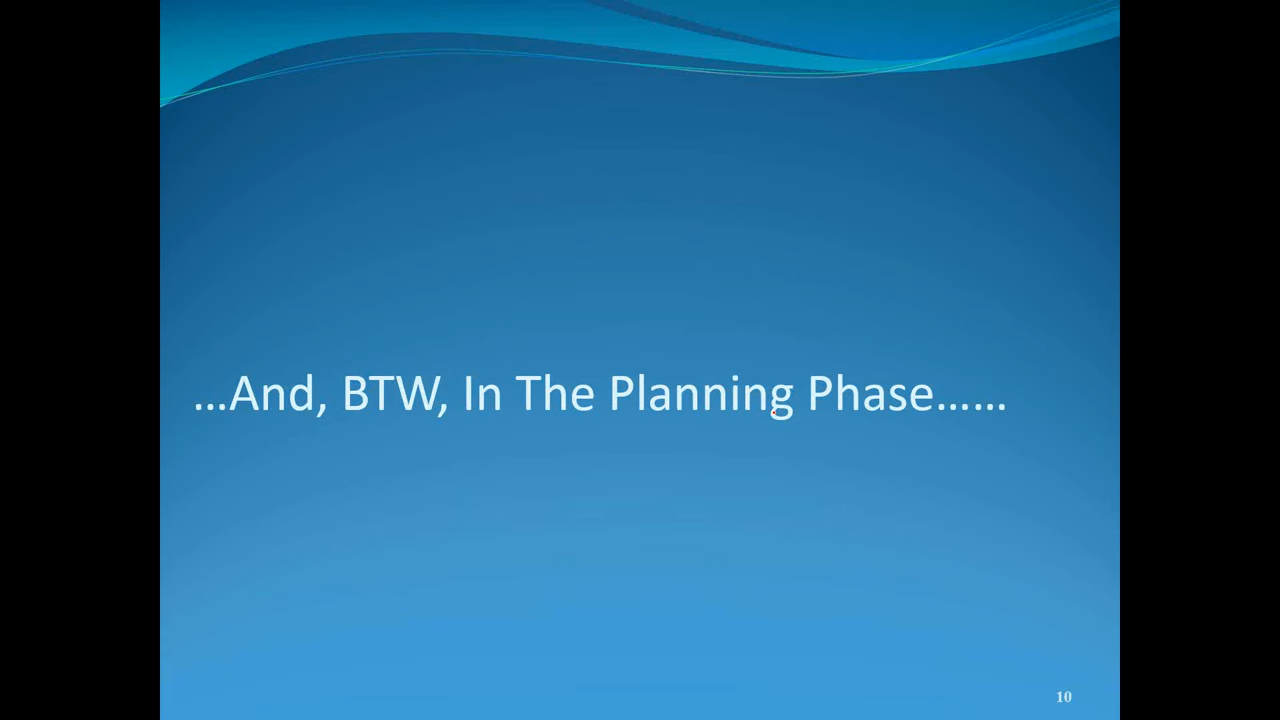 ...And, BTW, In The Planning Phase......
10